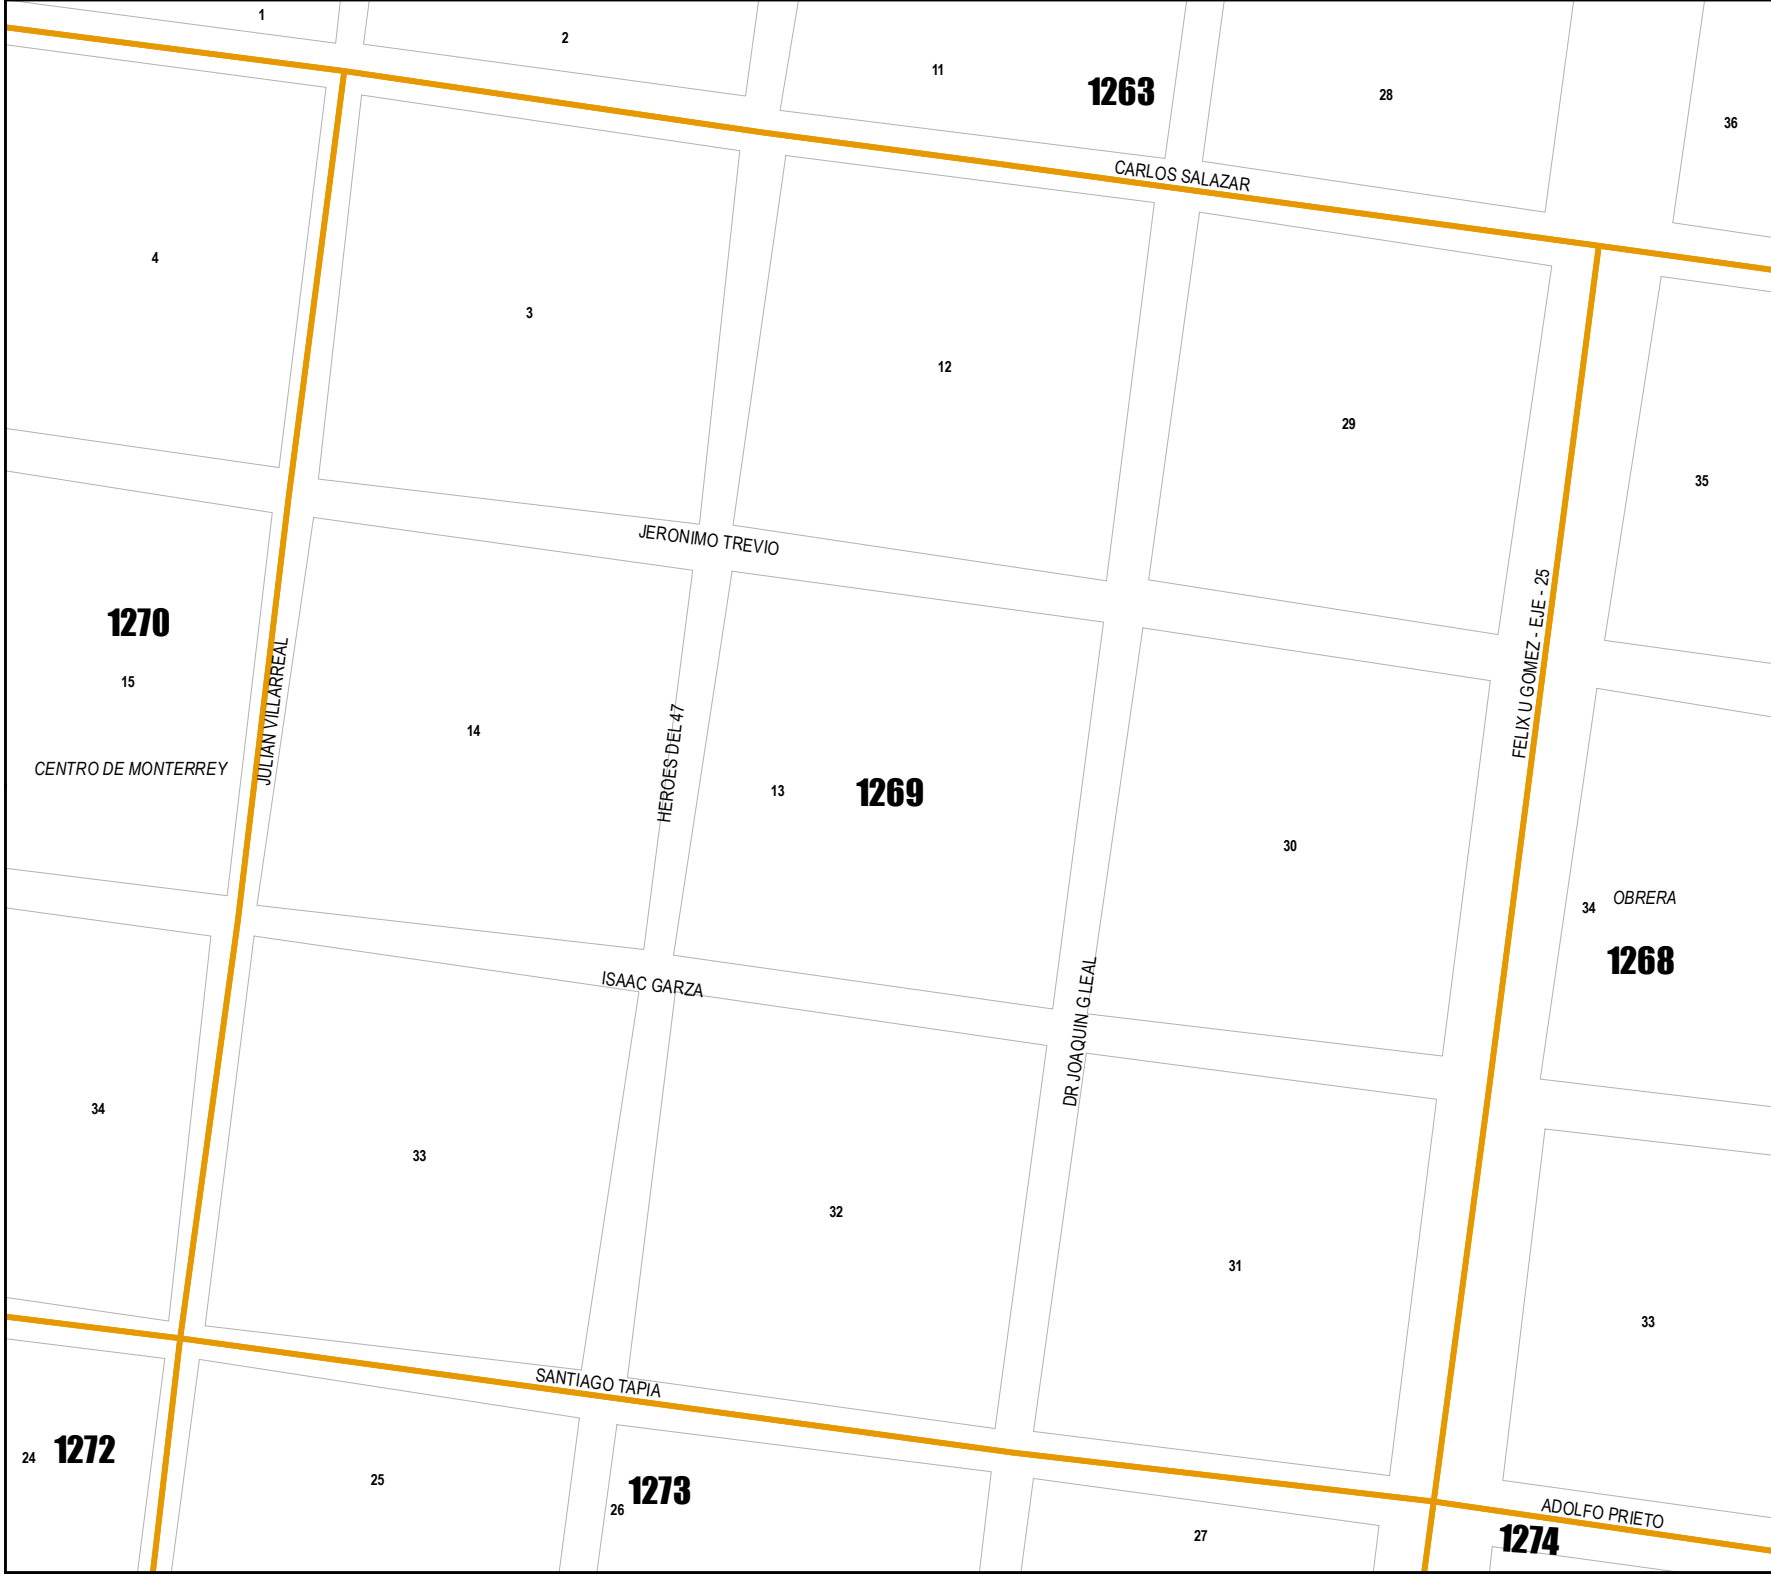 1
2
11
1263
28
36
CARLOS SALAZAR
4
3
12
29
35
JERONIMO TREVIO
1270
15
CENTRO DE MONTERREY
JULIAN VILLARREAL
14
HEROES DEL 47
13
1269
FELIX U GOMEZ - EJE - 25
30
34
OBRERA
1268
ISAAC GARZA
DR JOAQUIN G LEAL
34
33
32
31
33
SANTIAGO TAPIA
24
1272
25
26
1273
27
ADOLFO PRIETO
1274